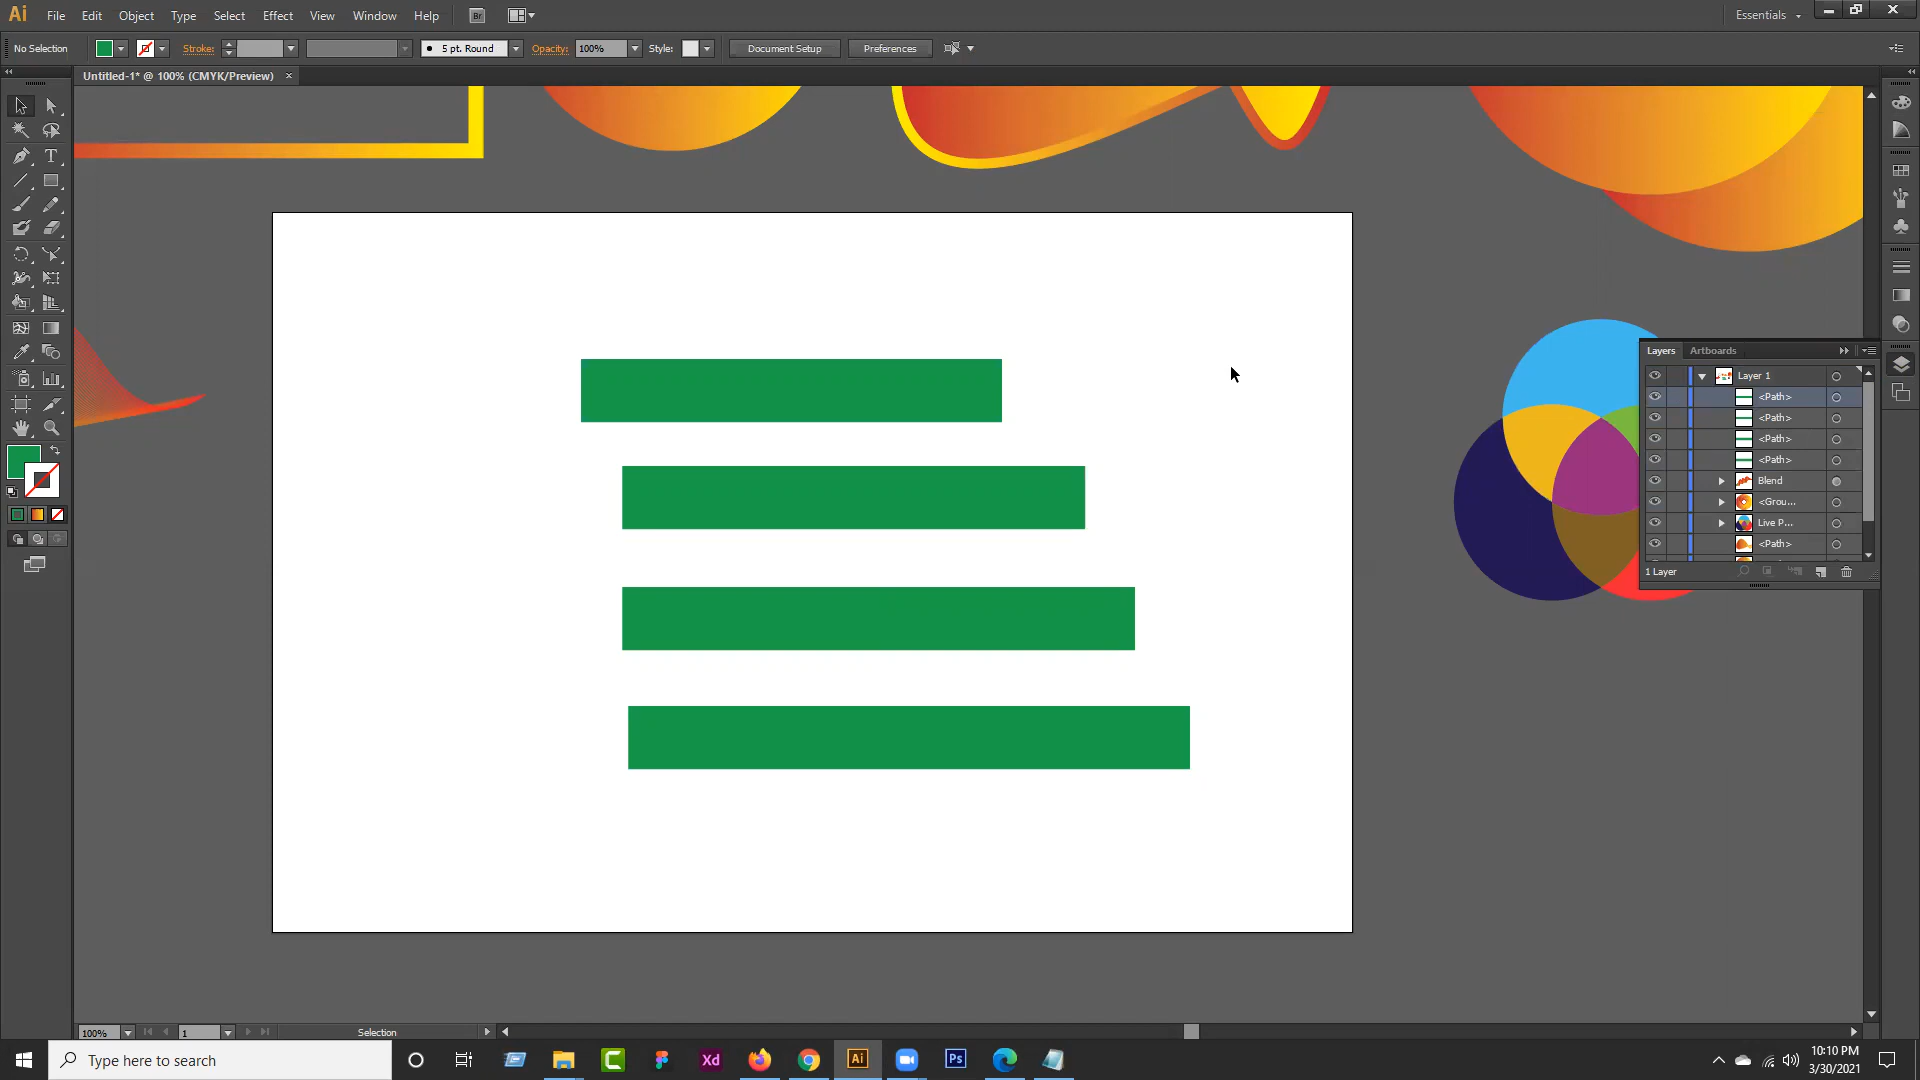 Ai File Edit Object Type Select Effect View Window Help Br Essentials
No Selection Stroke: 5 pt. Round Opacity: 100% Style: Document Setup Preferences
Untitled-1* @ 100% (CMYK/Preview)
Layers Artboards
Layer 1
<Path>
<Path>
<Path>
<Path>
Blend
<Grou...
Live P...
<Path>
1 Layer
100% 1 Selection
Type here to search Xd Ai Ps 10:10 PM
3/30/2021